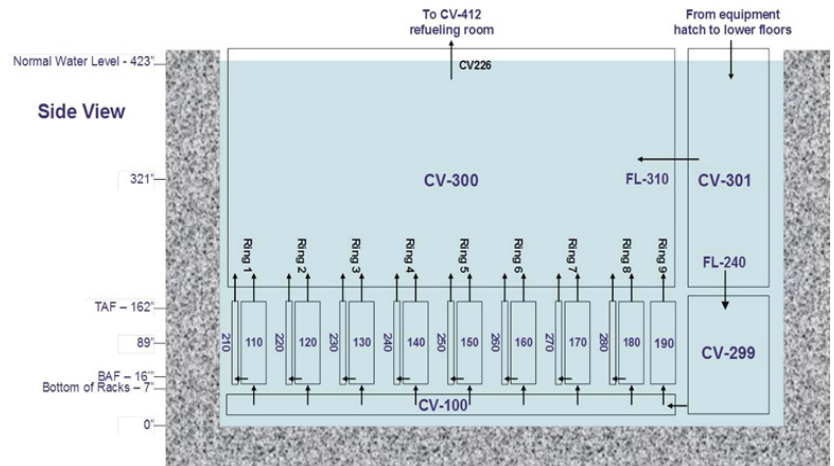 To CV-412
refueling room
From equipment
hatch to lower floors
Normal Water Level - 423"
CV226
Side View
321"
CV-300
FL-310
CV-301
Ring 1
Ring 2
Ring 3
Ring 4
Ring 5
Ring 6
Ring 7
Ring 8
Ring 9
FL-240
TAF – 162"
89"
210
110
220
120
230
130
240
140
250
150
260
160
270
170
280
180
190
CV-299
BAF – 16"
Bottom of Racks – 7"
CV-100
0"